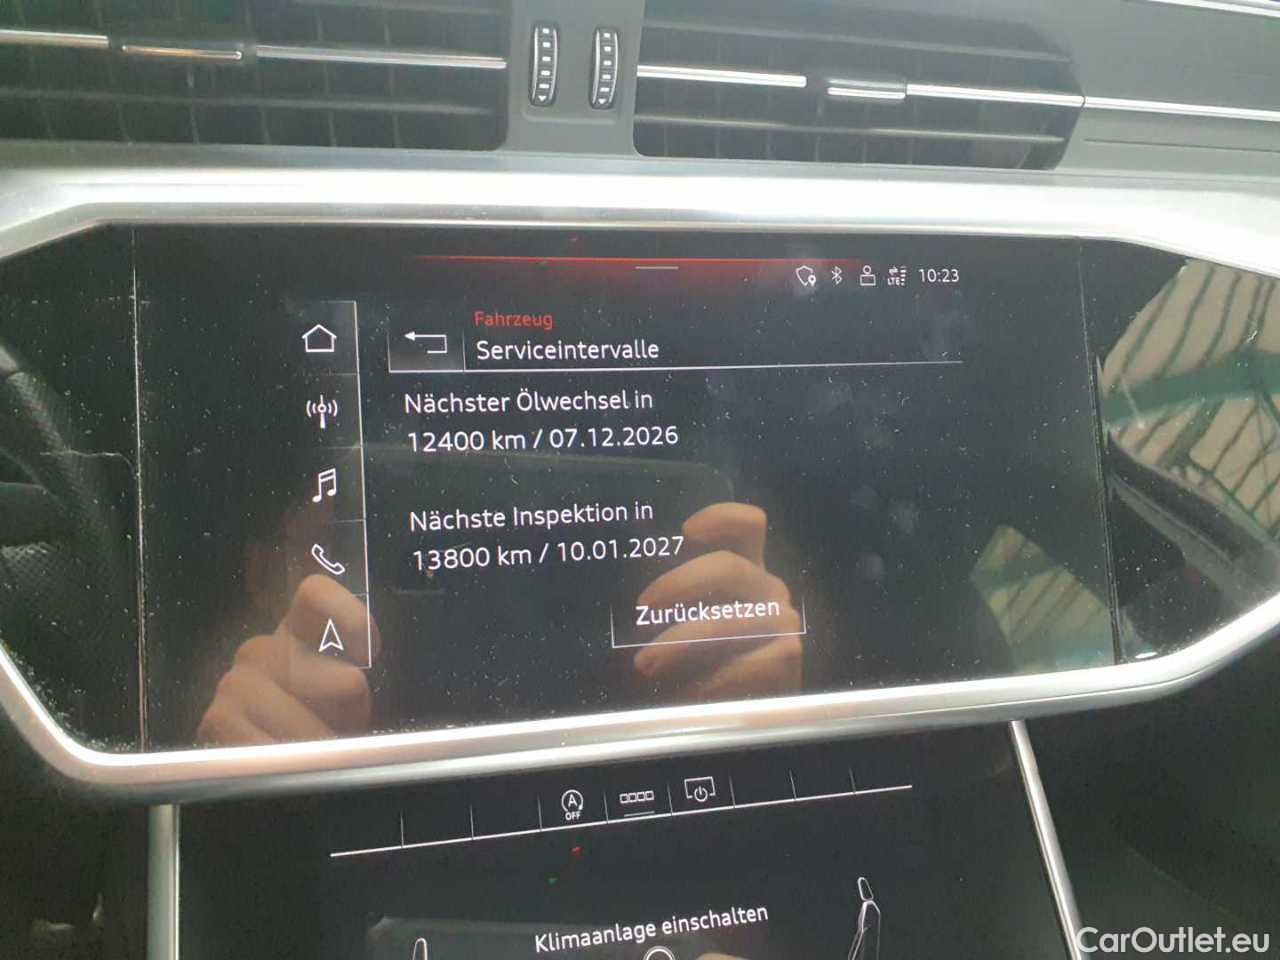 LTE
10:23
Fahrzeug
Serviceintervalle
Nächster Ölwechsel in
12400 km / 07.12.2026
Nächste Inspektion in
13800 km / 10.01.2027
Zurücksetzen
A
OFF
Klimaanlage einschalten
CarOutlet.eu